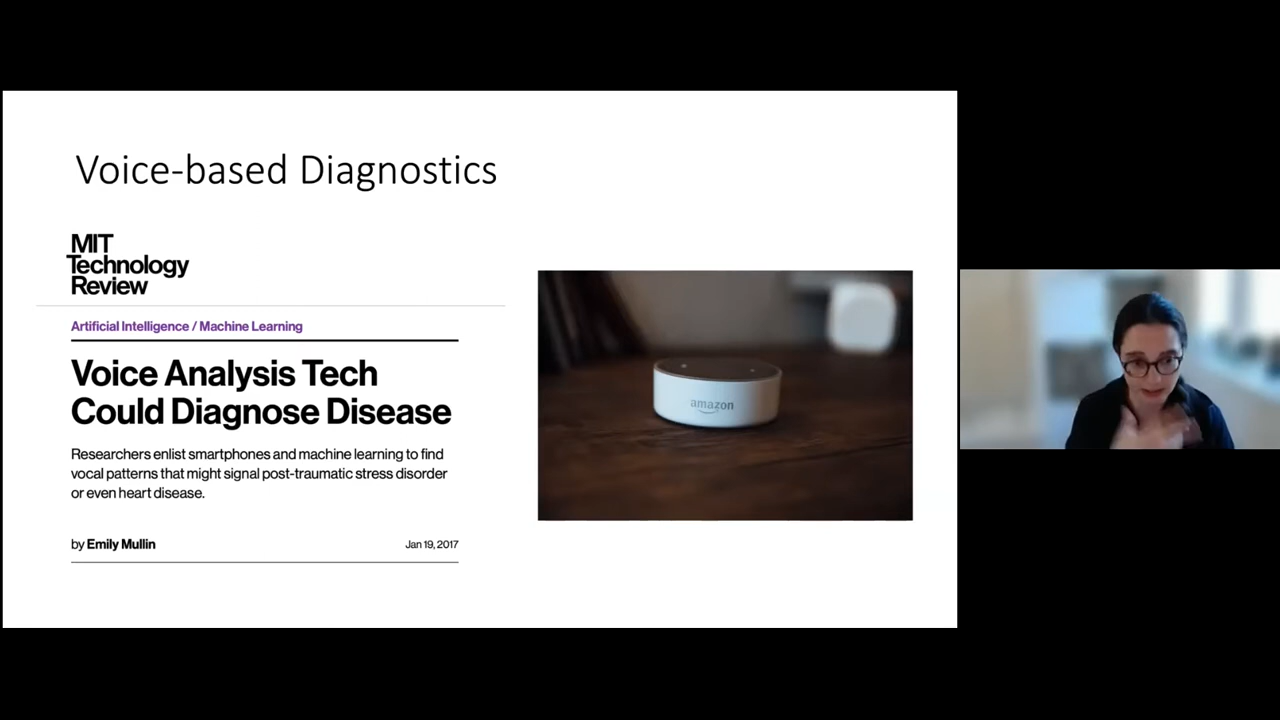 Voice-based Diagnostics
MIT
Technology
Review
Artificial Intelligence / Machine Learning
Voice Analysis Tech
Could Diagnose Disease
Researchers enlist smartphones and machine learning to find
vocal patterns that might signal post-traumatic stress disorder
or even heart disease.
by Emily Mullin
Jan 19, 2017
amazon